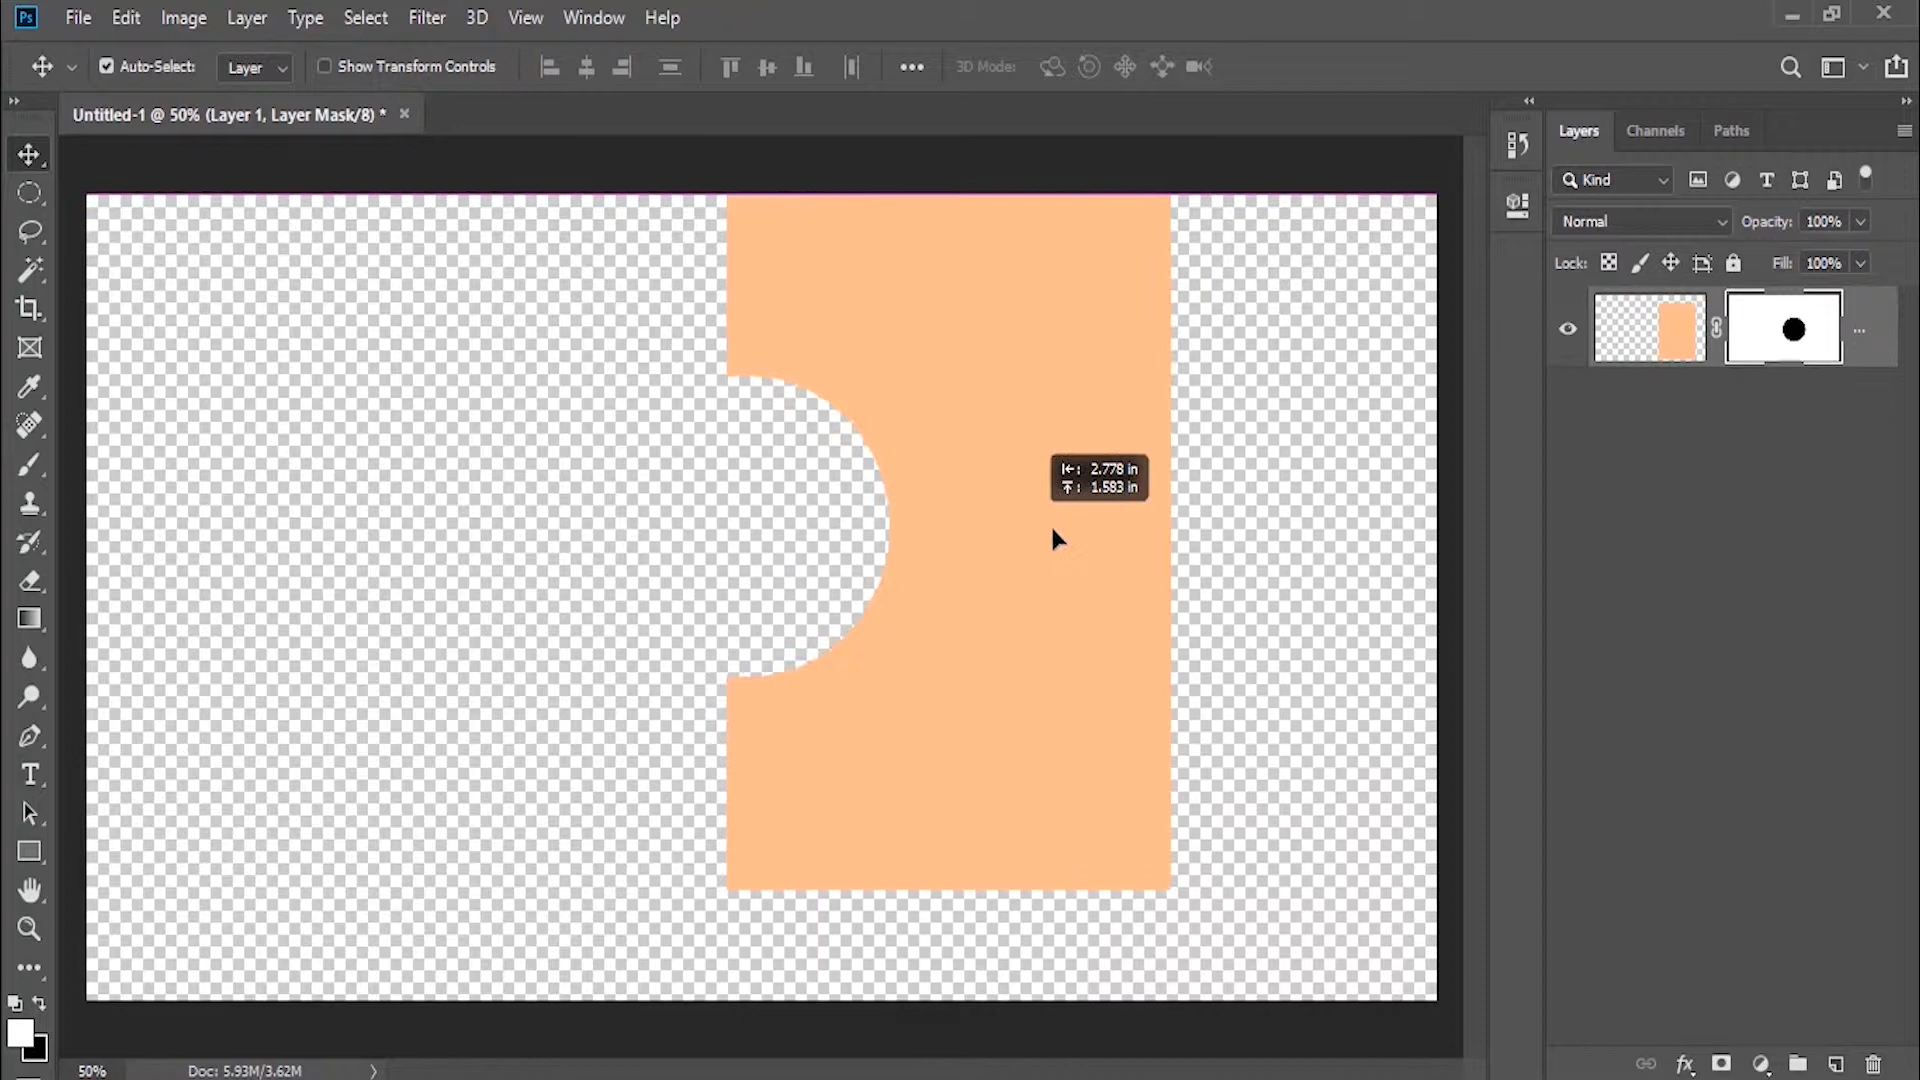 Ps File Edit Image Layer Type Select Filter 3D View Window Help
Auto-Select: Layer Show Transform Controls 3D Mode:
Untitled-1 @ 50% (Layer 1, Layer Mask/8) *
Layers Channels Paths
Kind
Normal Opacity: 100%
Lock: Fill: 100%
2.778 in
1.583 in
50% Doc: 5.93M/3.62M